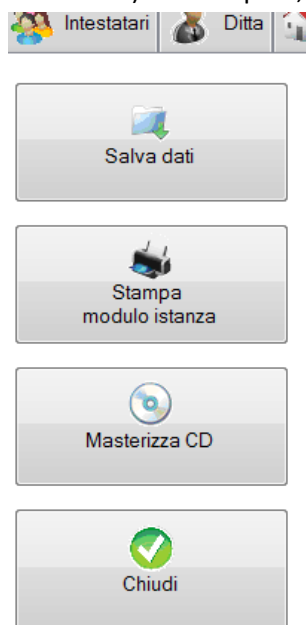 Intestatari Ditta
Salva dati
Stampa
modulo istanza
Masterizza CD
Chiudi